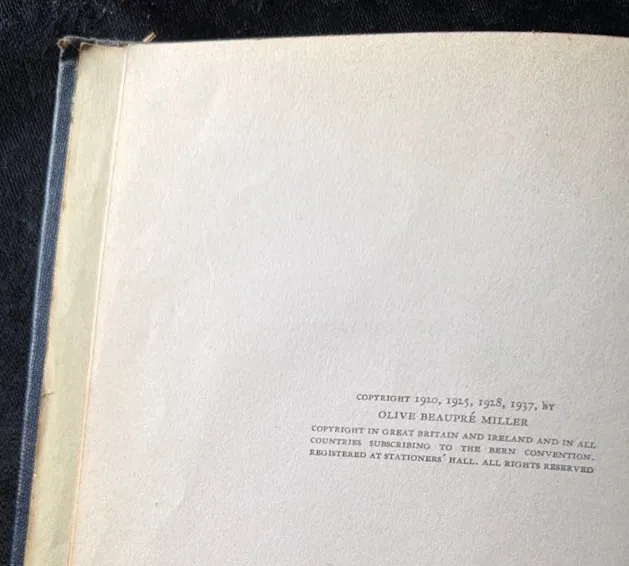 COPYRIGHT 1920, 1925, 1928, 1937, BY
OLIVE BEAUPRÉ MILLER
COPYRIGHT IN GREAT BRITAIN AND IRELAND AND IN ALL
COUNTRIES SUBSCRIBING TO THE BERN CONVENTION.
REGISTERED AT STATIONERS' HALL. ALL RIGHTS RESERVED